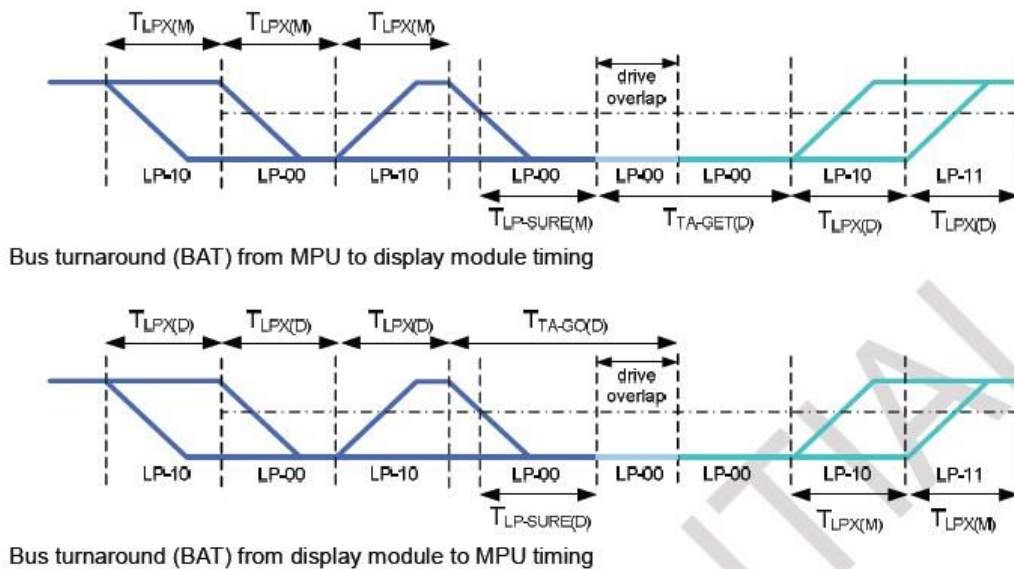 TLPX(M) TLPX(M) TLPX(M)
drive
overlap
LP-10 LP-00 LP-10 LP-00 LP-00 LP-00 LP-10 LP-11
TLP-SURE(M) TTA-GET(D) TLPX(D) TLPX(D)
Bus turnaround (BAT) from MPU to display module timing
TLPX(D) TLPX(D) TLPX(D) TTA-GO(D)
drive
overlap
LP-10 LP-00 LP-10 LP-00 LP-00 LP-00 LP-10 LP-11
TLP-SURE(D) TLPX(M) TLPX(M)
Bus turnaround (BAT) from display module to MPU timing